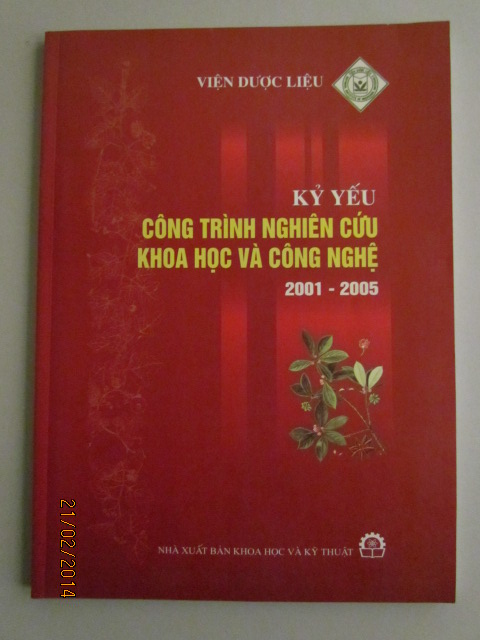 VIỆN DƯỢC LIỆU
KỶ YẾU
CÔNG TRÌNH NGHIÊN CỨU
KHOA HỌC VÀ CÔNG NGHỆ
2001 - 2005
NHÀ XUẤT BẢN KHOA HỌC VÀ KỸ THUẬT
21/02/2014